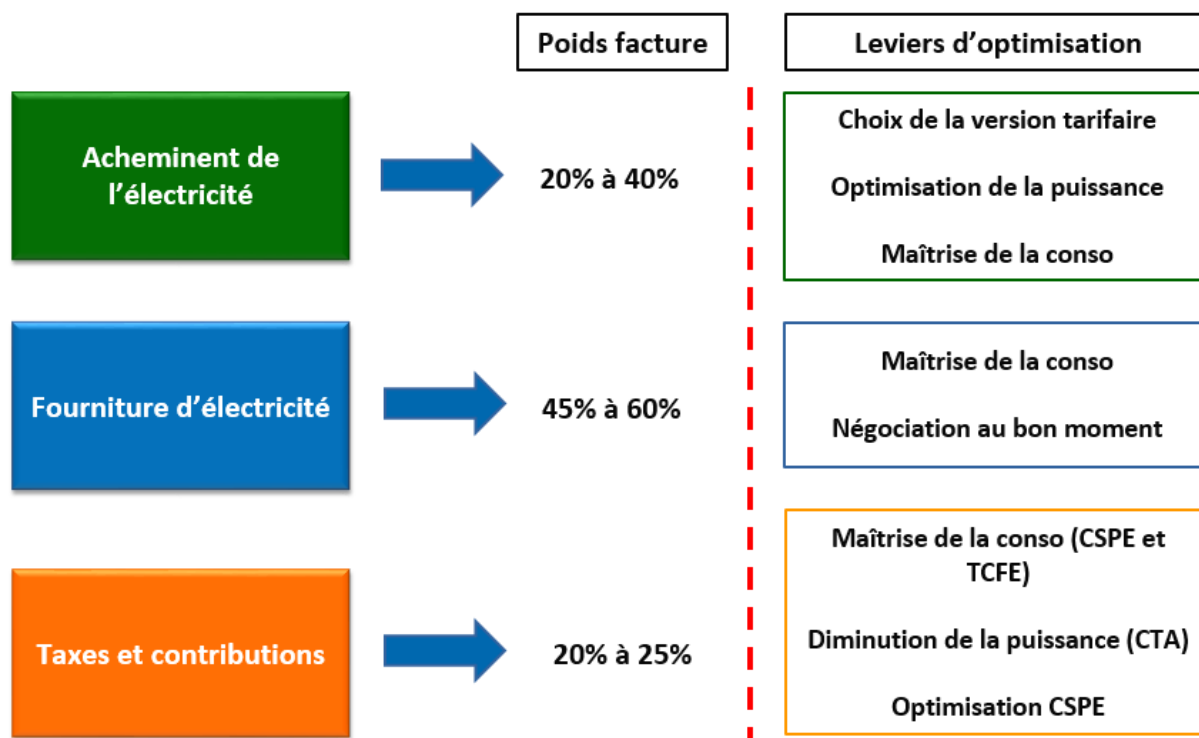 Poids facture
Leviers d'optimisation
Acheminent de
l'électricité
20% à 40%
Choix de la version tarifaire
Optimisation de la puissance
Maîtrise de la conso
Fourniture d'électricité
45% à 60%
Maîtrise de la conso
Négociation au bon moment
Taxes et contributions
20% à 25%
Maîtrise de la conso (CSPE et
TCFE)
Diminution de la puissance (CTA)
Optimisation CSPE